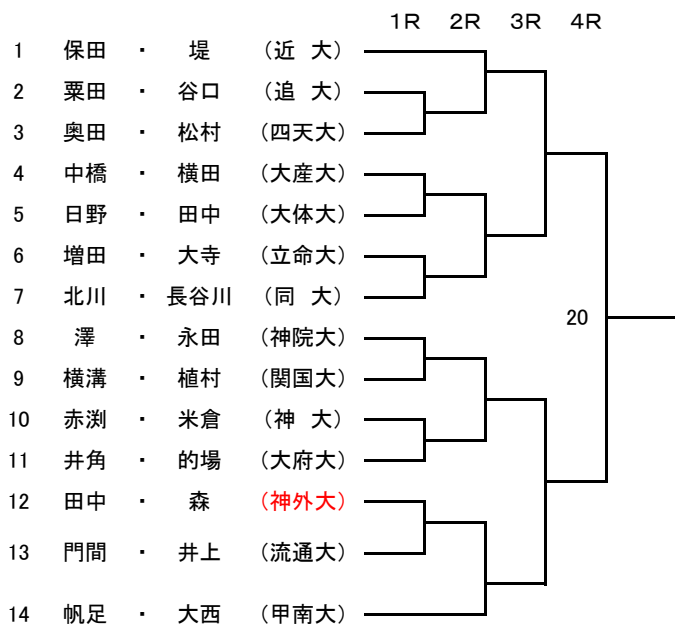 1R 2R 3R 4R
1 保田 ・ 堤 (近 大)
2 粟田 ・ 谷口 (追 大)
3 奥田 ・ 松村 (四天大)
4 中橋 ・ 横田 (大産大)
5 日野 ・ 田中 (大体大)
6 増田 ・ 大寺 (立命大)
7 北川 ・ 長谷川 (同 大)
20
8 澤 ・ 永田 (神院大)
9 横溝 ・ 植村 (関国大)
10 赤渕 ・ 米倉 (神 大)
11 井角 ・ 的場 (大府大)
12 田中 ・ 森 (神外大)
13 門間 ・ 井上 (流通大)
14 帆足 ・ 大西 (甲南大)